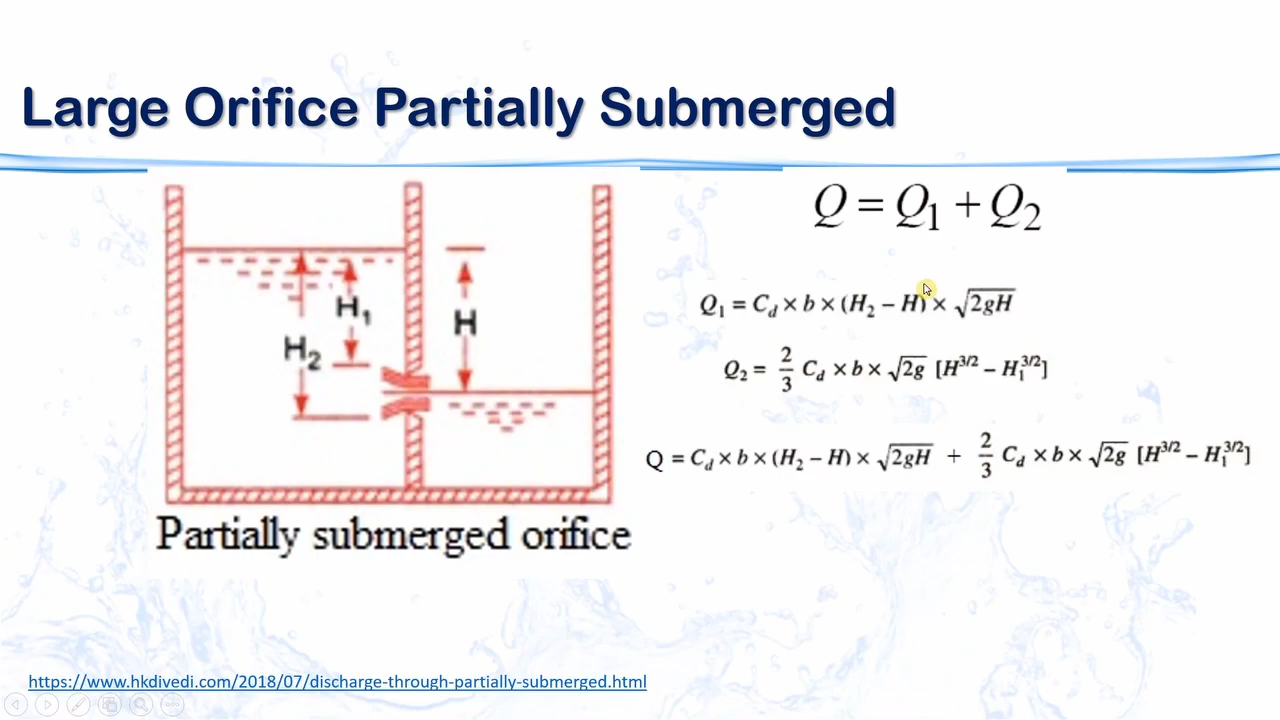 Large Orifice Partially Submerged
H₁
H₂
H
Partially submerged orifice
Q = Q₁ + Q₂
Q₁ = C_d × b × (H₂ − H) × √(2gH)
Q₂ = 2/3 C_d × b × √(2g) [H^{3/2} − H₁^{3/2}]
Q = C_d × b × (H₂ − H) × √(2gH) + 2/3 C_d × b × √(2g) [H^{3/2} − H₁^{3/2}]
https://www.hkdivedi.com/2018/07/discharge-through-partially-submerged.html